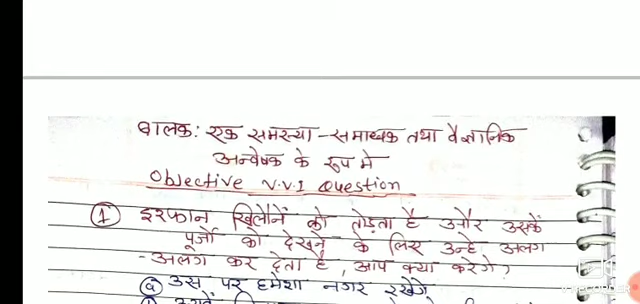 बालक: एक समस्या-समाधक तथा वैज्ञानिक
अन्वेषक के रूप में
Objective V.V.I Question
① इरफान खिलौनें को तोड़ता है और उसकें
पूर्जो को देखने के लिए उन्हे अलग
-अलग कर देता है, आप क्या करेगे?
ⓐ उस पर हमेशा नजर रखेंगे